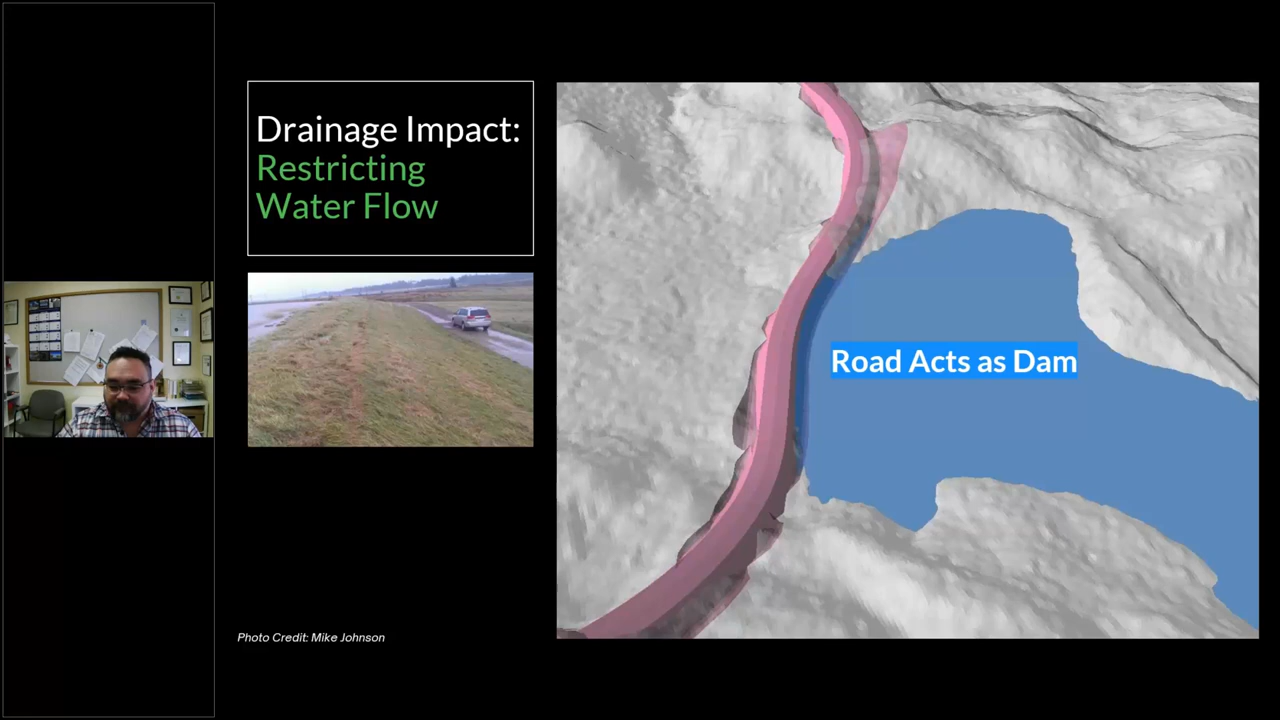 Drainage Impact:
Restricting
Water Flow
Road Acts as Dam
Photo Credit: Mike Johnson